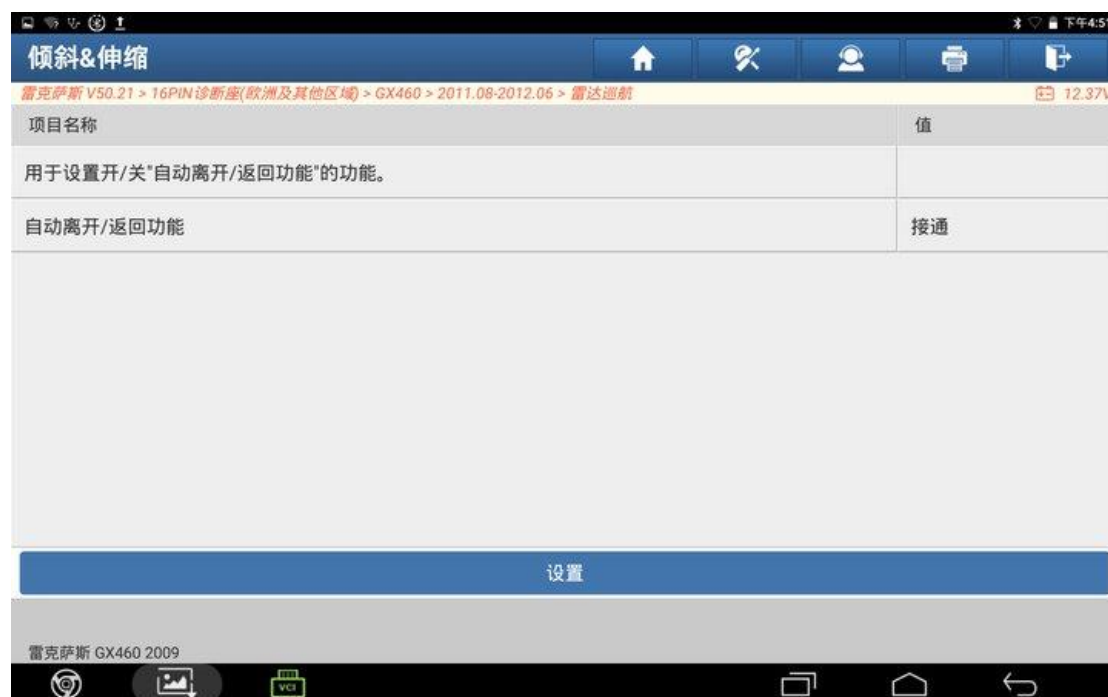 下午4:5
倾斜&伸缩
雷克萨斯 V50.21 > 16PIN诊断座(欧洲及其他区域) > GX460 > 2011.08-2012.06 > 雷达巡航
12.37V
项目名称 值
用于设置开/关"自动离开/返回功能"的功能。
自动离开/返回功能 接通
设置
雷克萨斯 GX460 2009
VCI